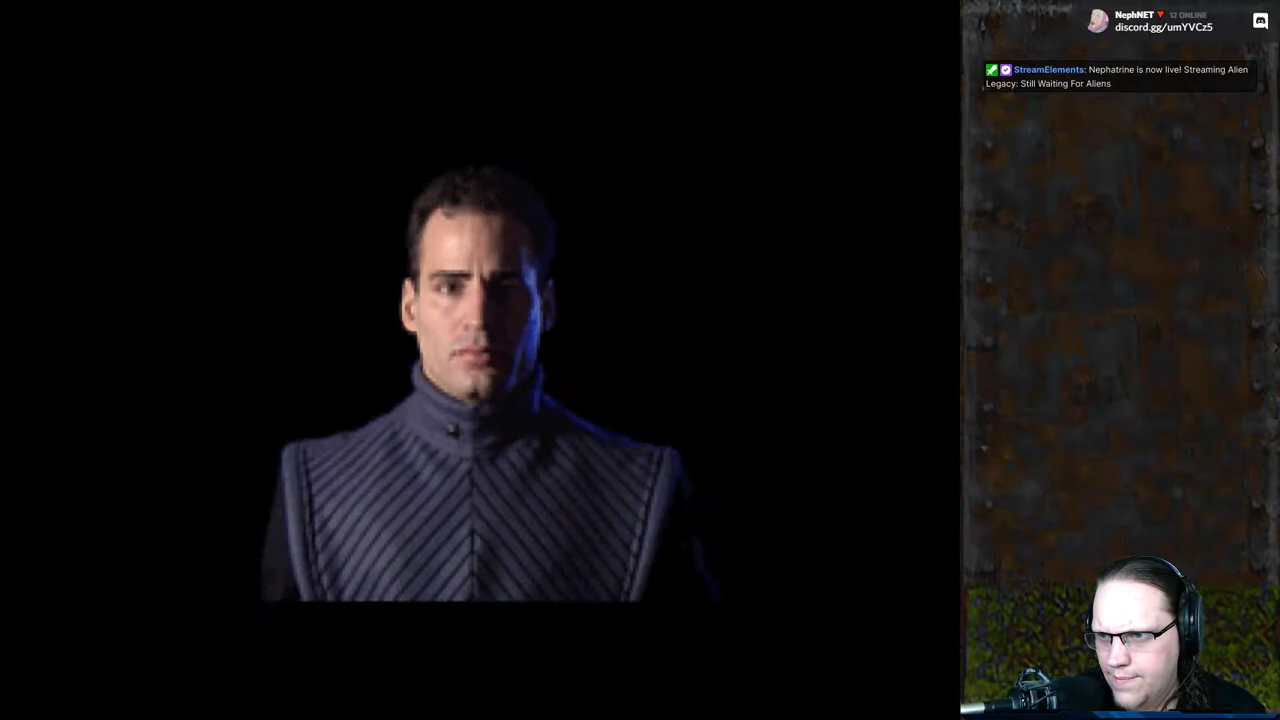 NephNET 12 ONLINE
discord.gg/umYVCz5
StreamElements: Nephatrine is now live! Streaming Alien
Legacy: Still Waiting For Aliens